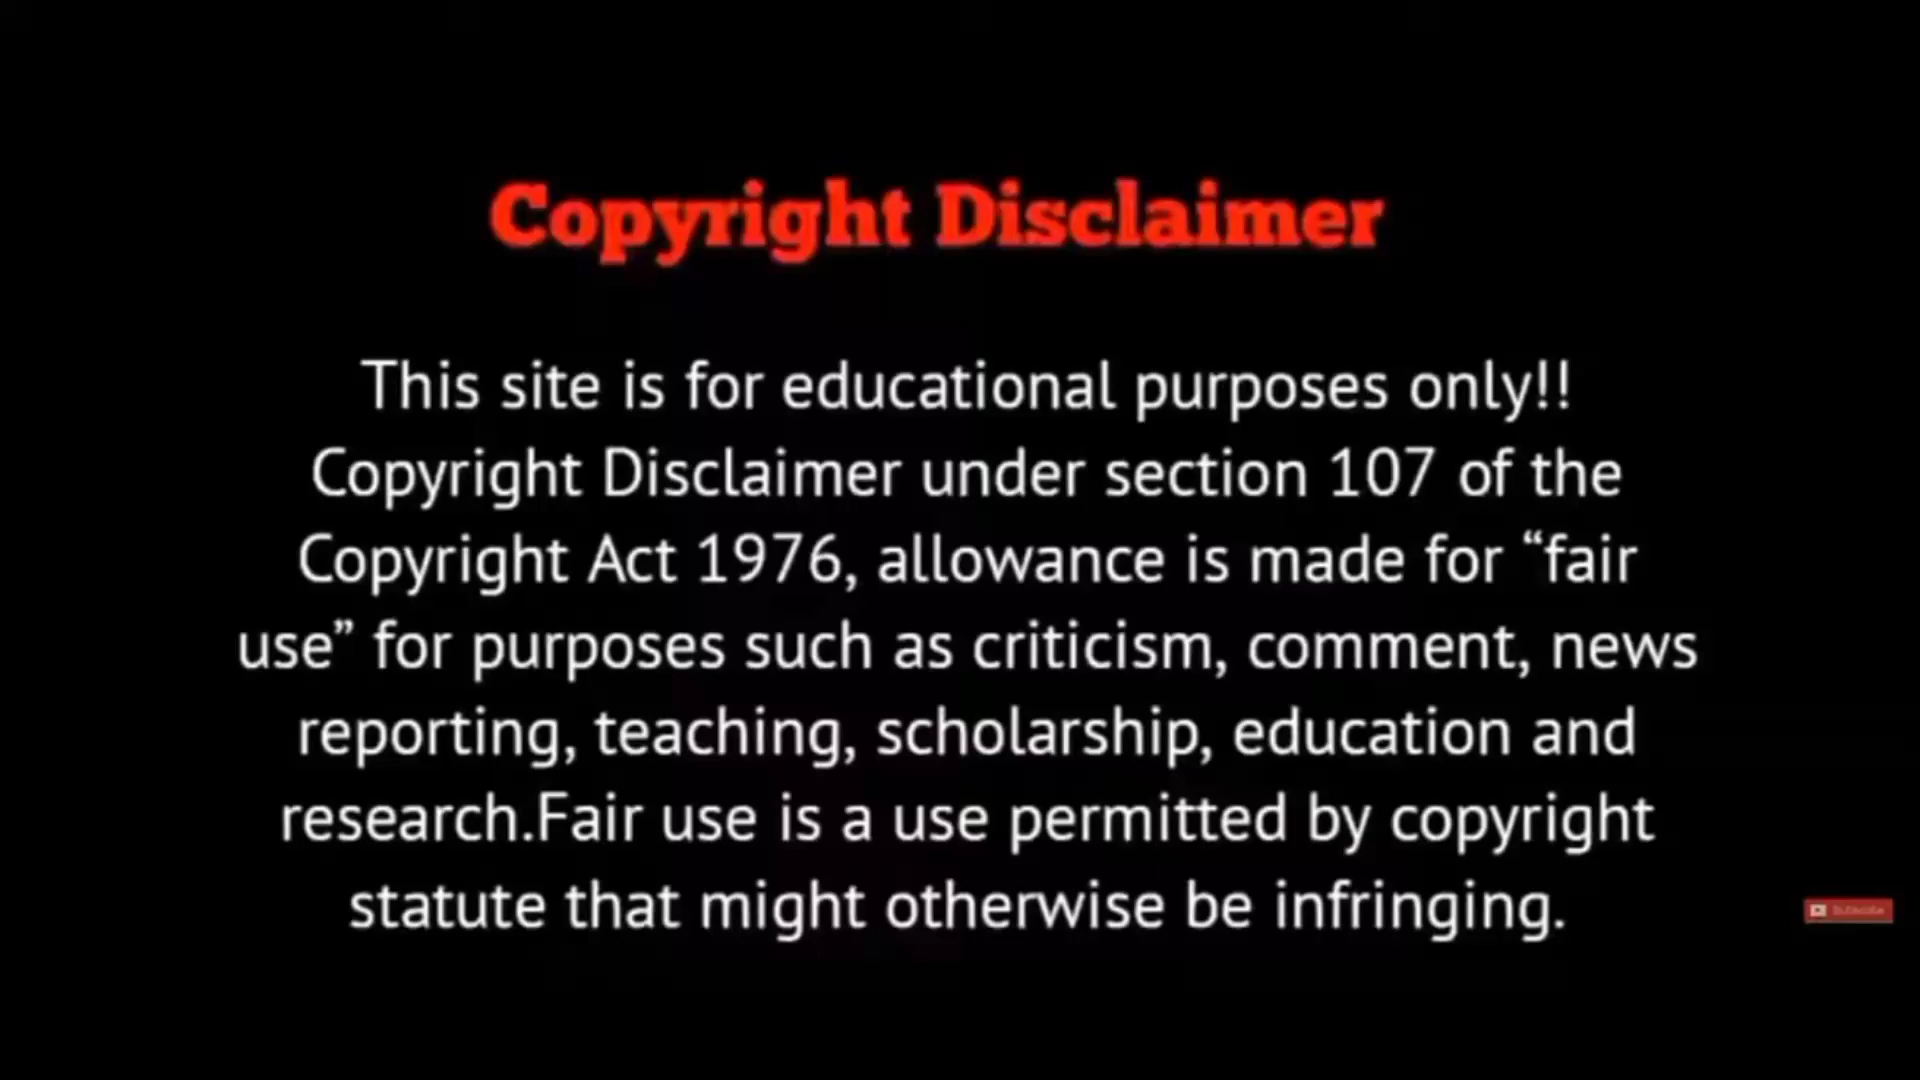 Copyright Disclaimer
This site is for educational purposes only!!
Copyright Disclaimer under section 107 of the
Copyright Act 1976, allowance is made for “fair
use” for purposes such as criticism, comment, news
reporting, teaching, scholarship, education and
research.Fair use is a use permitted by copyright
statute that might otherwise be infringing.
Subscribe